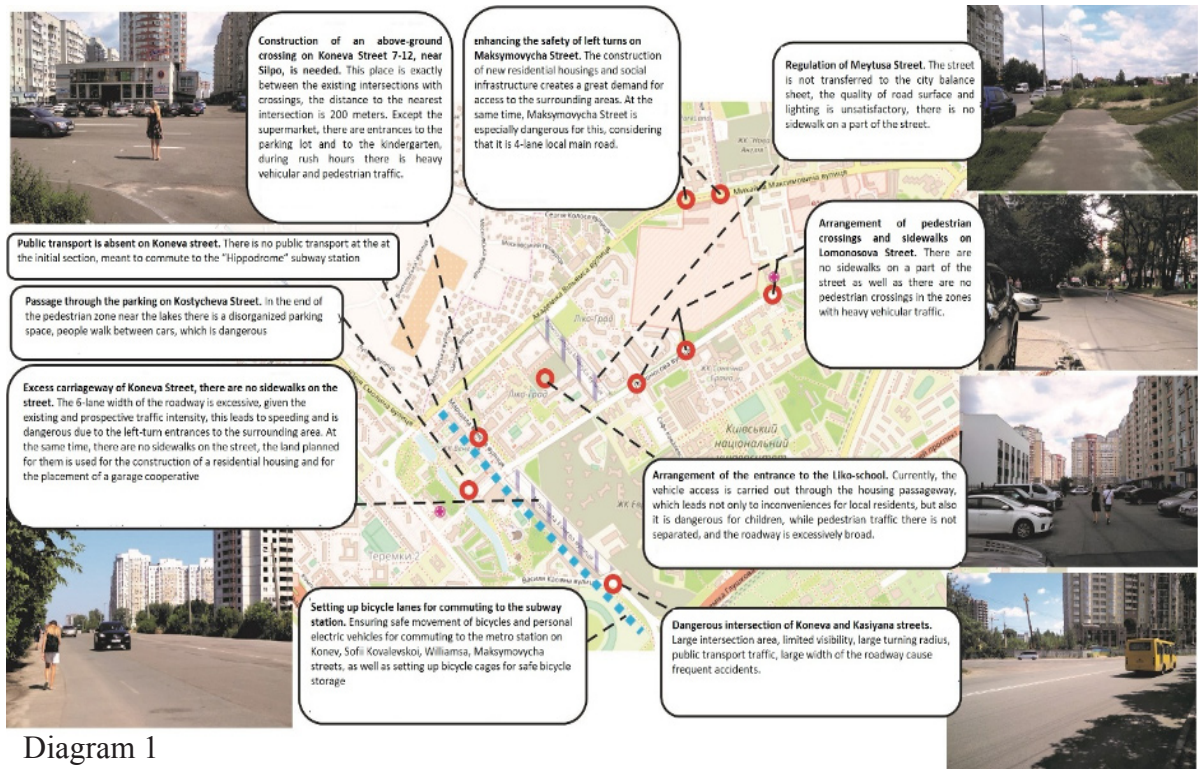 Construction of an above-ground
crossing on Koneva Street 7-12, near
Silpo, is needed. This place is exactly
between the existing intersections with
crossings, the distance to the nearest
intersection is 200 meters. Except the
supermarket, there are entrances to the
parking lot and to the kindergarten,
during rush hours there is heavy
vehicular and pedestrian traffic.
enhancing the safety of left turns on
Maksymovycha Street. The construction
of new residential housings and social
infrastructure creates a great demand for
access to the surrounding areas. At the
same time, Maksymovycha Street is
especially dangerous for this, considering
that it is 4-lane local main road.
Regulation of Meytusa Street. The street
is not transferred to the city balance
sheet, the quality of road surface and
lighting is unsatisfactory, there is no
sidewalk on a part of the street.
Public transport is absent on Koneva street. There is no public transport at the at
the initial section, meant to commute to the "Hippodrome" subway
station
Arrangement of pedestrian
crossings and sidewalks on
Lomonosova Street. There are
no sidewalks on a part of the
street as well as there are no
pedestrian crossings in the zones
with heavy vehicular traffic.
Passage through the parking on Kostycheva Street. In the end of
the pedestrian zone near the lakes there is a disorganized parking
space, people walk between cars, which is dangerous
Excess carriageway of Koneva Street, there are no sidewalks on the
street. The 6-lane width of the roadway is excessive, given the
existing and prospective traffic intensity, this leads to speeding and is
dangerous due to the left-turn entrances to the surrounding area. At
the same time, there are no sidewalks on the street, the land planned
for them is used for the construction of a residential housing and for
the placement of a garage cooperative
Михайла Максимовича вулиця
Ліко-Град
Ліко-Град
Київський
національний
Теремки 2
Василя Касіяна вулиця
Arrangement of the entrance to the Liko-school. Currently, the
vehicle access is carried out through the housing passageway,
which leads not only to inconveniences for local residents, but also
it is dangerous for children, while pedestrian traffic there is not
separated, and the roadway is excessively broad.
Setting up bicycle lanes for commuting to the subway
station. Ensuring safe movement of bicycles and personal
electric vehicles for commuting to the metro station on
Konev, Sofii Kovalevskoi, Williamsa, Maksymovycha
streets, as well as setting up bicycle cages for safe bicycle
storage
Dangerous intersection of Koneva and Kasiyana streets.
Large intersection area, limited visibility, large turning radius,
public transport traffic, large width of the roadway cause
frequent accidents.
Diagram 1